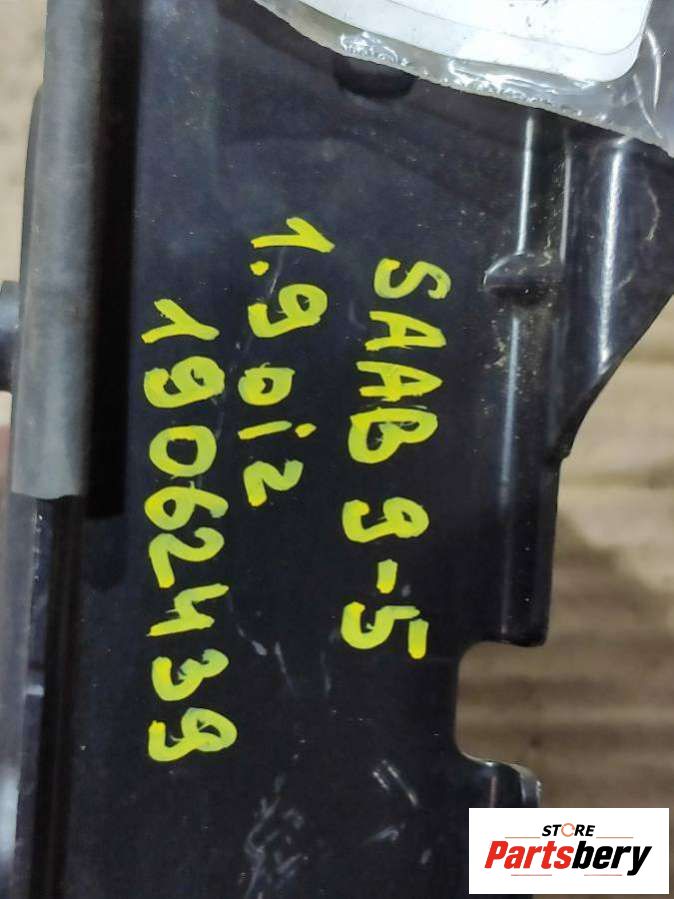 SAAB 9-5
1.9 DiZ
19062439
STORE
Partsbery